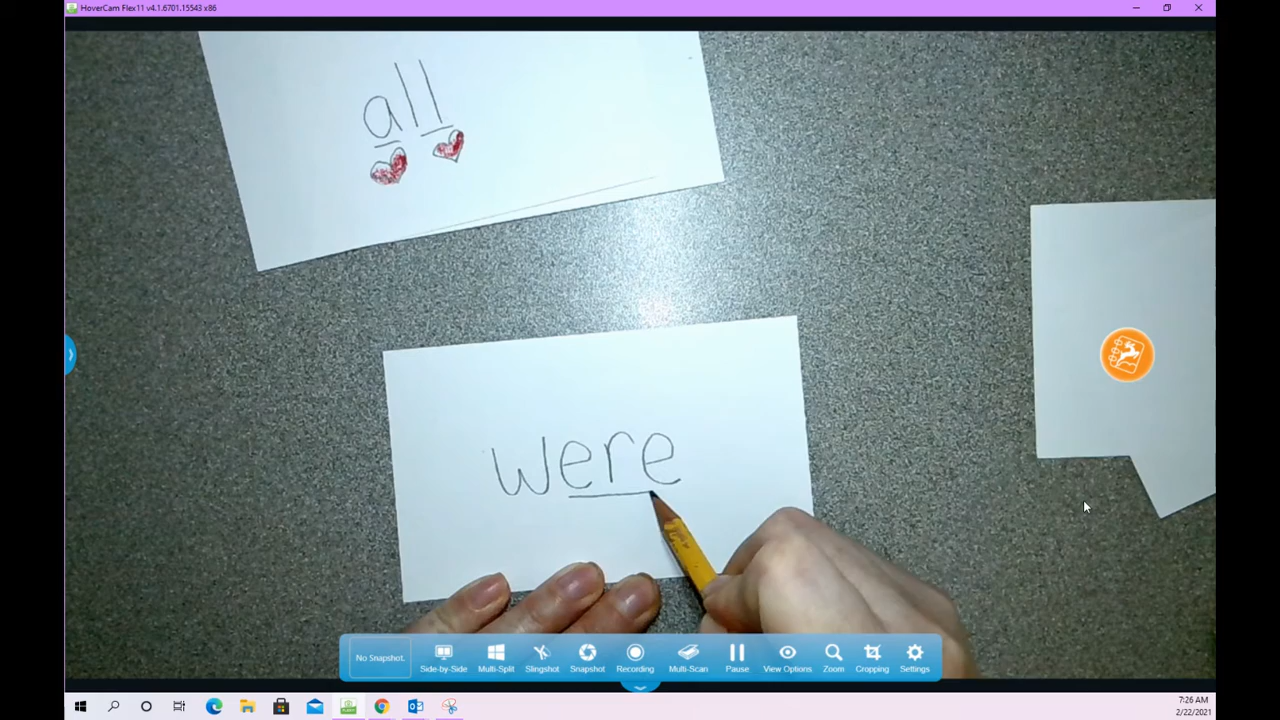 HoverCam Flex11 v4.1.6701.15543 x86
all
were
No Snapshot.
Side-by-Side
Multi-Split
Slingshot
Snapshot
Recording
Multi-Scan
Pause
View Options
Zoom
Cropping
Settings
7:26 AM
2/22/2021